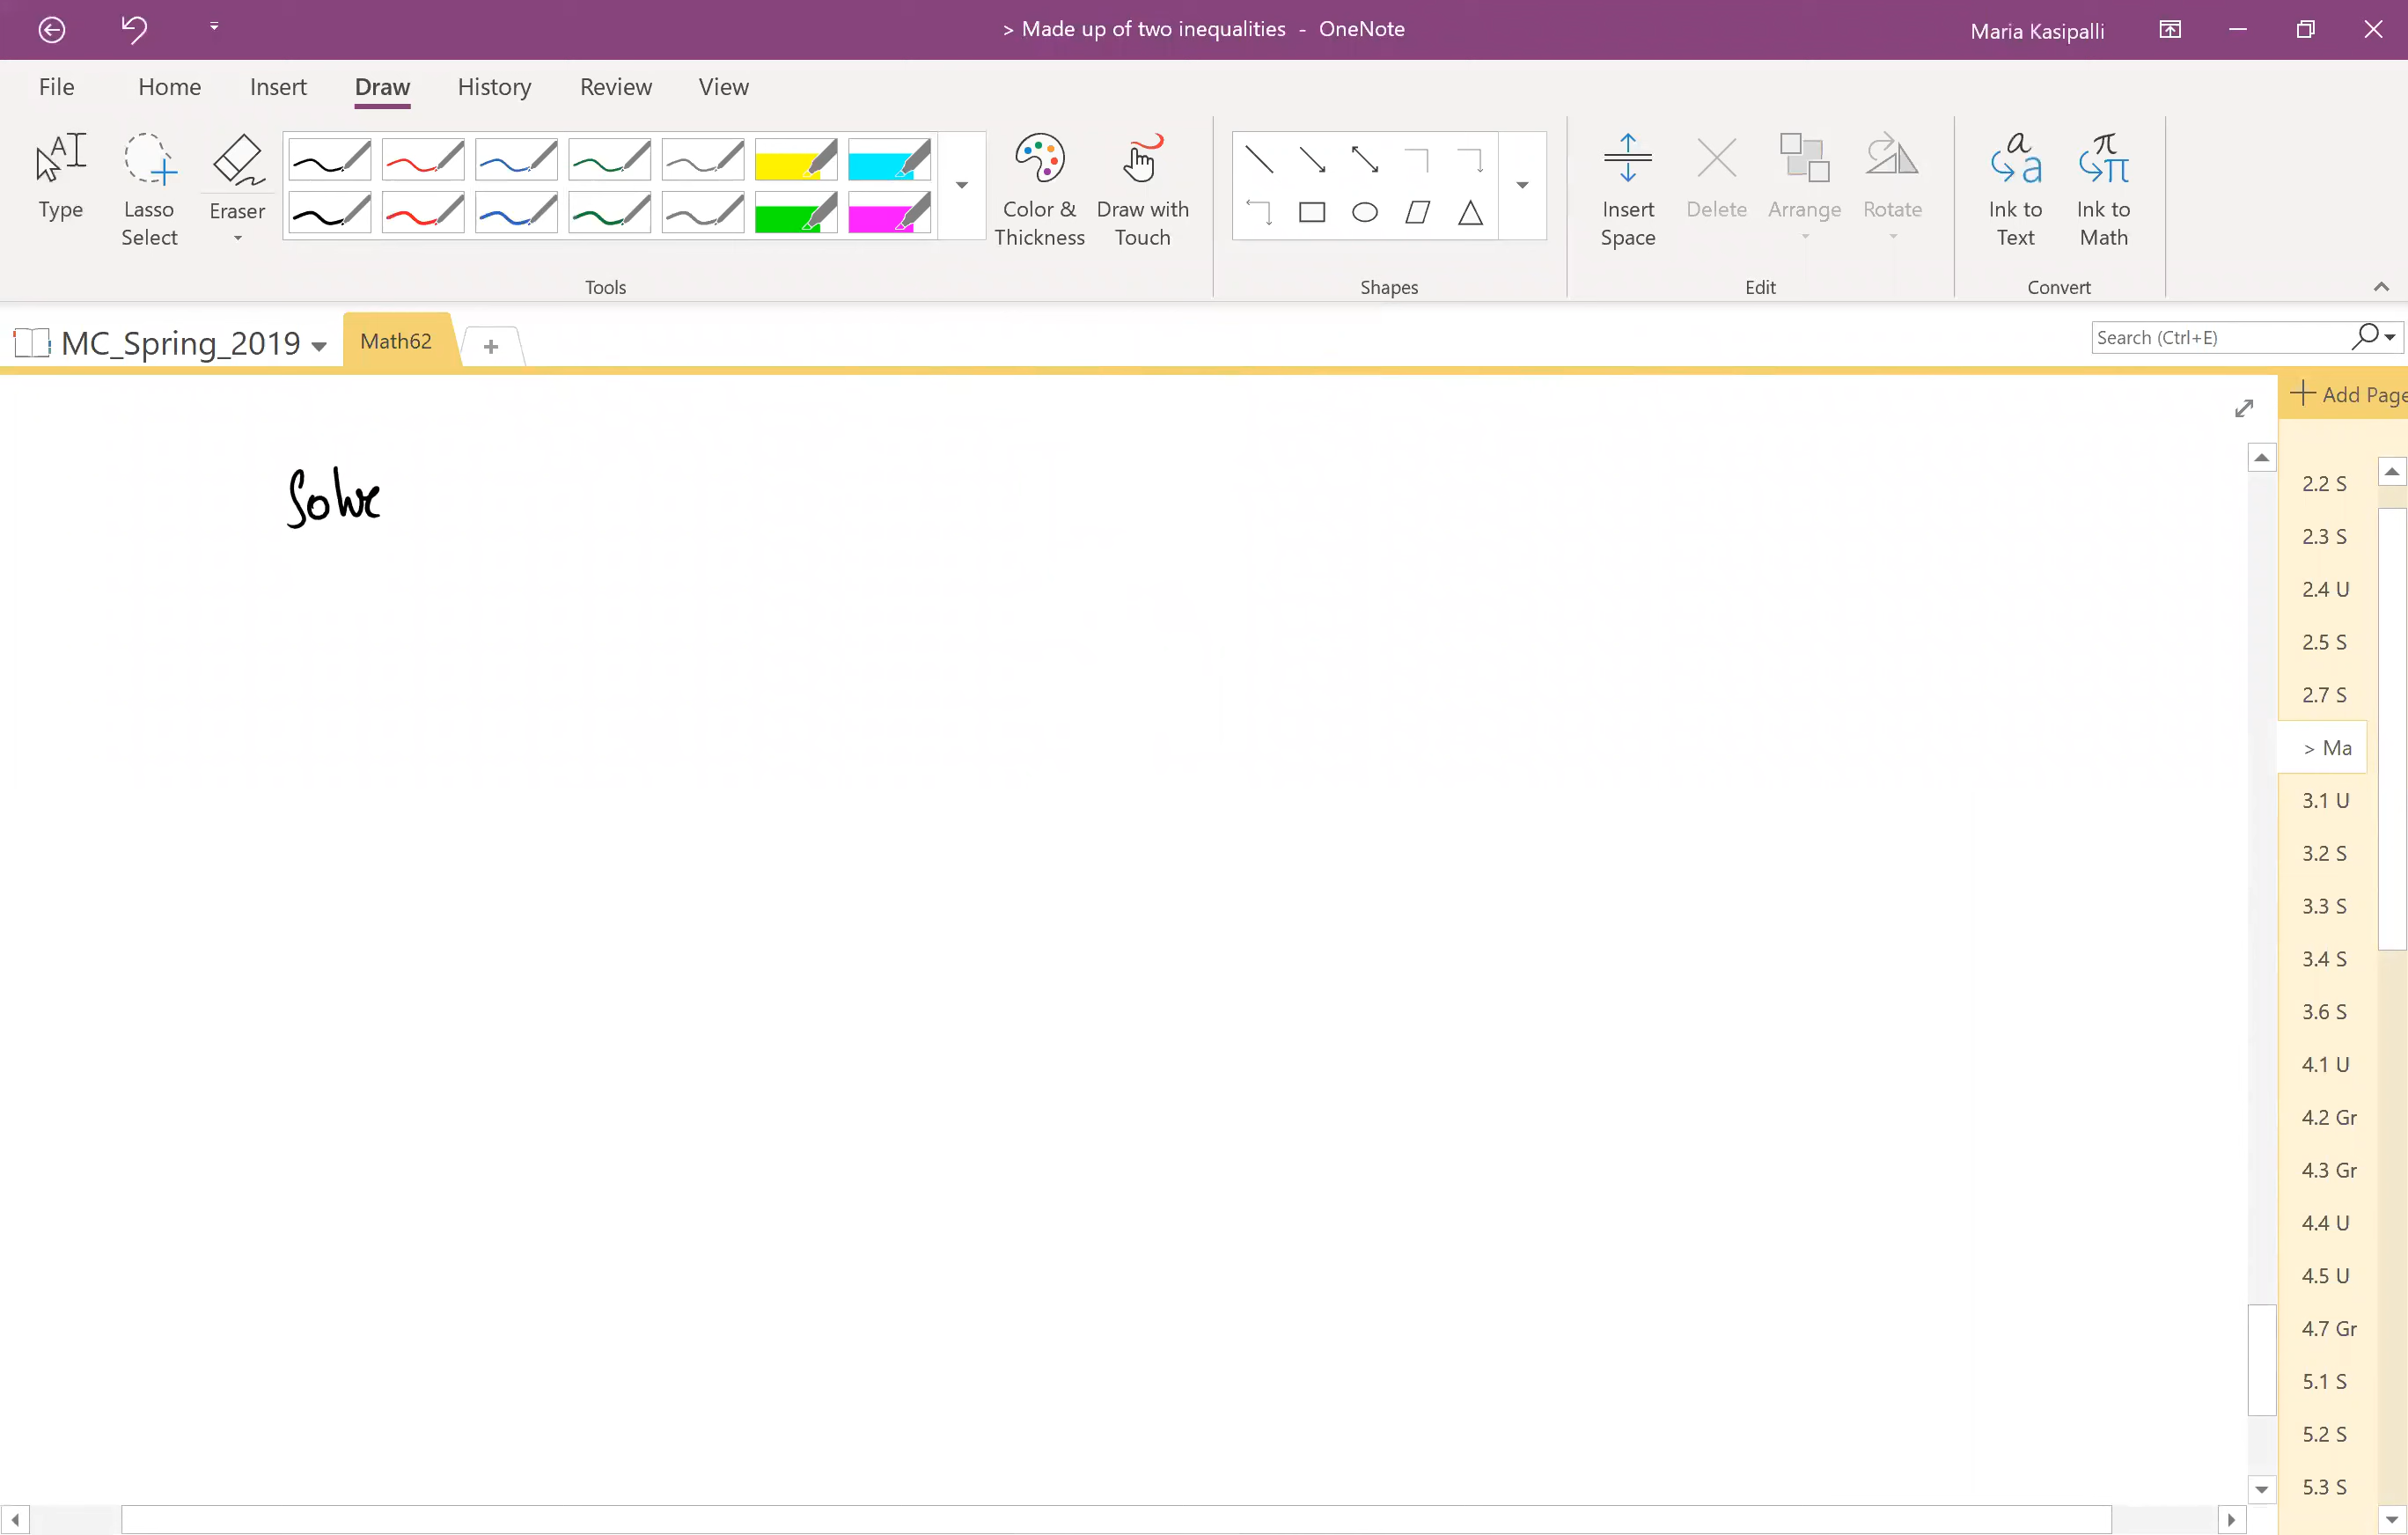 > Made up of two inequalities - OneNote
Maria Kasipalli
File Home Insert Draw History Review View
Type
Lasso Select
Eraser
Color & Thickness
Draw with Touch
Insert Space
Delete
Arrange
Rotate
Ink to Text
Ink to Math
Tools
Shapes
Edit
Convert
MC_Spring_2019
Math62
Search (Ctrl+E)
Add Page
Solve
2.2 S
2.3 S
2.4 U
2.5 S
2.7 S
> Ma
3.1 U
3.2 S
3.3 S
3.4 S
3.6 S
4.1 U
4.2 Gr
4.3 Gr
4.4 U
4.5 U
4.7 Gr
5.1 S
5.2 S
5.3 S